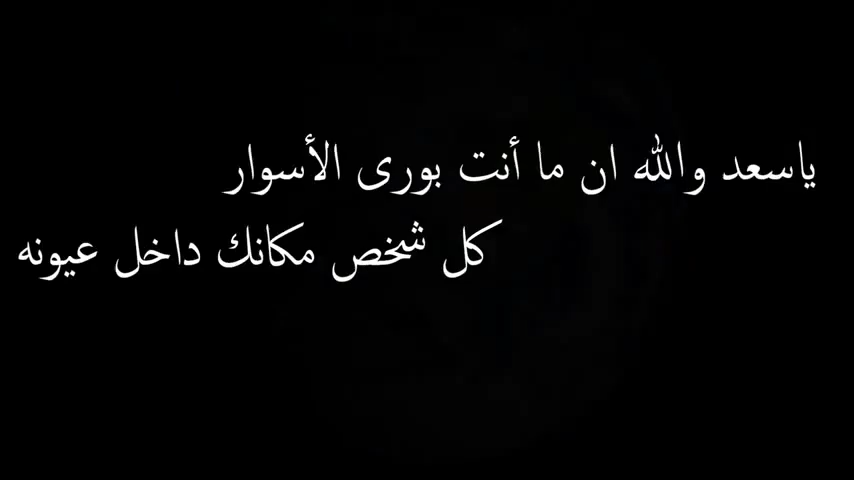 ياسعد والله ان ما أنت بورى الأسوار
كل شخص مكانك داخل عيونه